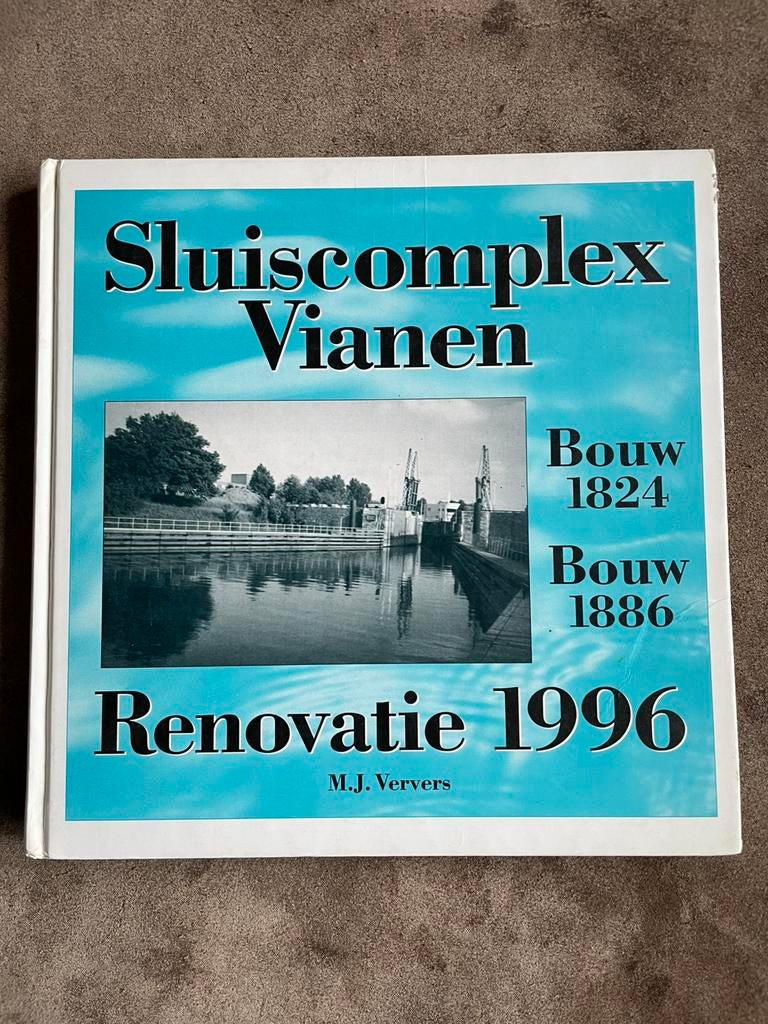 Sluiscomplex
Vianen
Bouw
1824
Bouw
1886
Renovatie 1996
M.J. Ververs